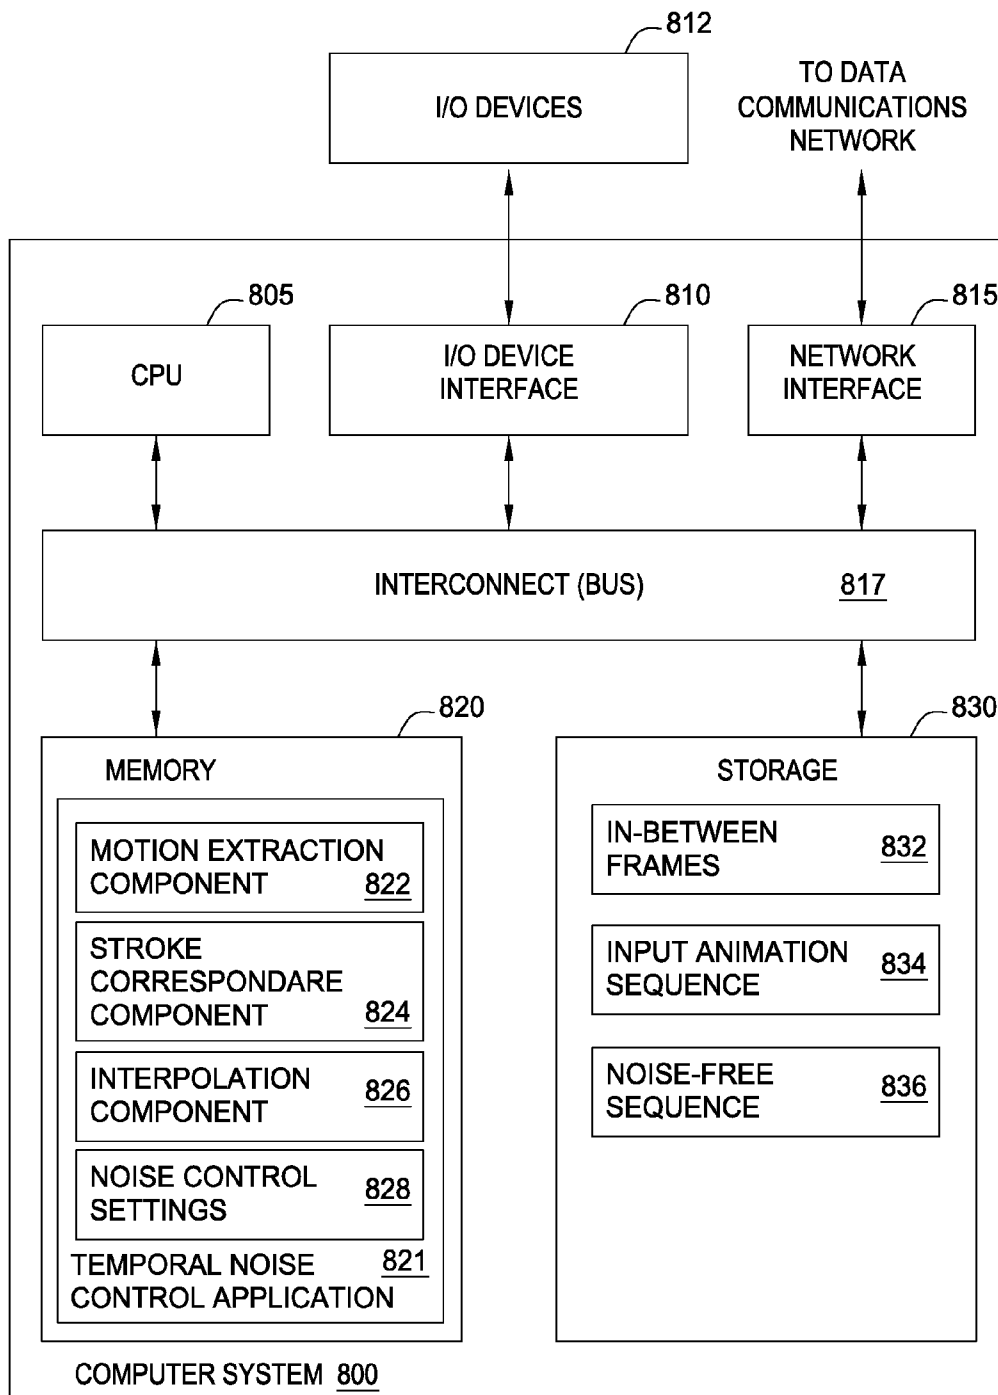 812
I/O DEVICES
TO DATA
COMMUNICATIONS
NETWORK
805
810
815
CPU
I/O DEVICE
INTERFACE
NETWORK
INTERFACE
INTERCONNECT (BUS) 817
820
830
MEMORY
MOTION EXTRACTION
COMPONENT 822
STROKE
CORRESPONDARE
COMPONENT 824
INTERPOLATION
COMPONENT 826
NOISE CONTROL
SETTINGS 828
TEMPORAL NOISE 821
CONTROL APPLICATION
STORAGE
IN-BETWEEN
FRAMES 832
INPUT ANIMATION
SEQUENCE 834
NOISE-FREE
SEQUENCE 836
COMPUTER SYSTEM 800